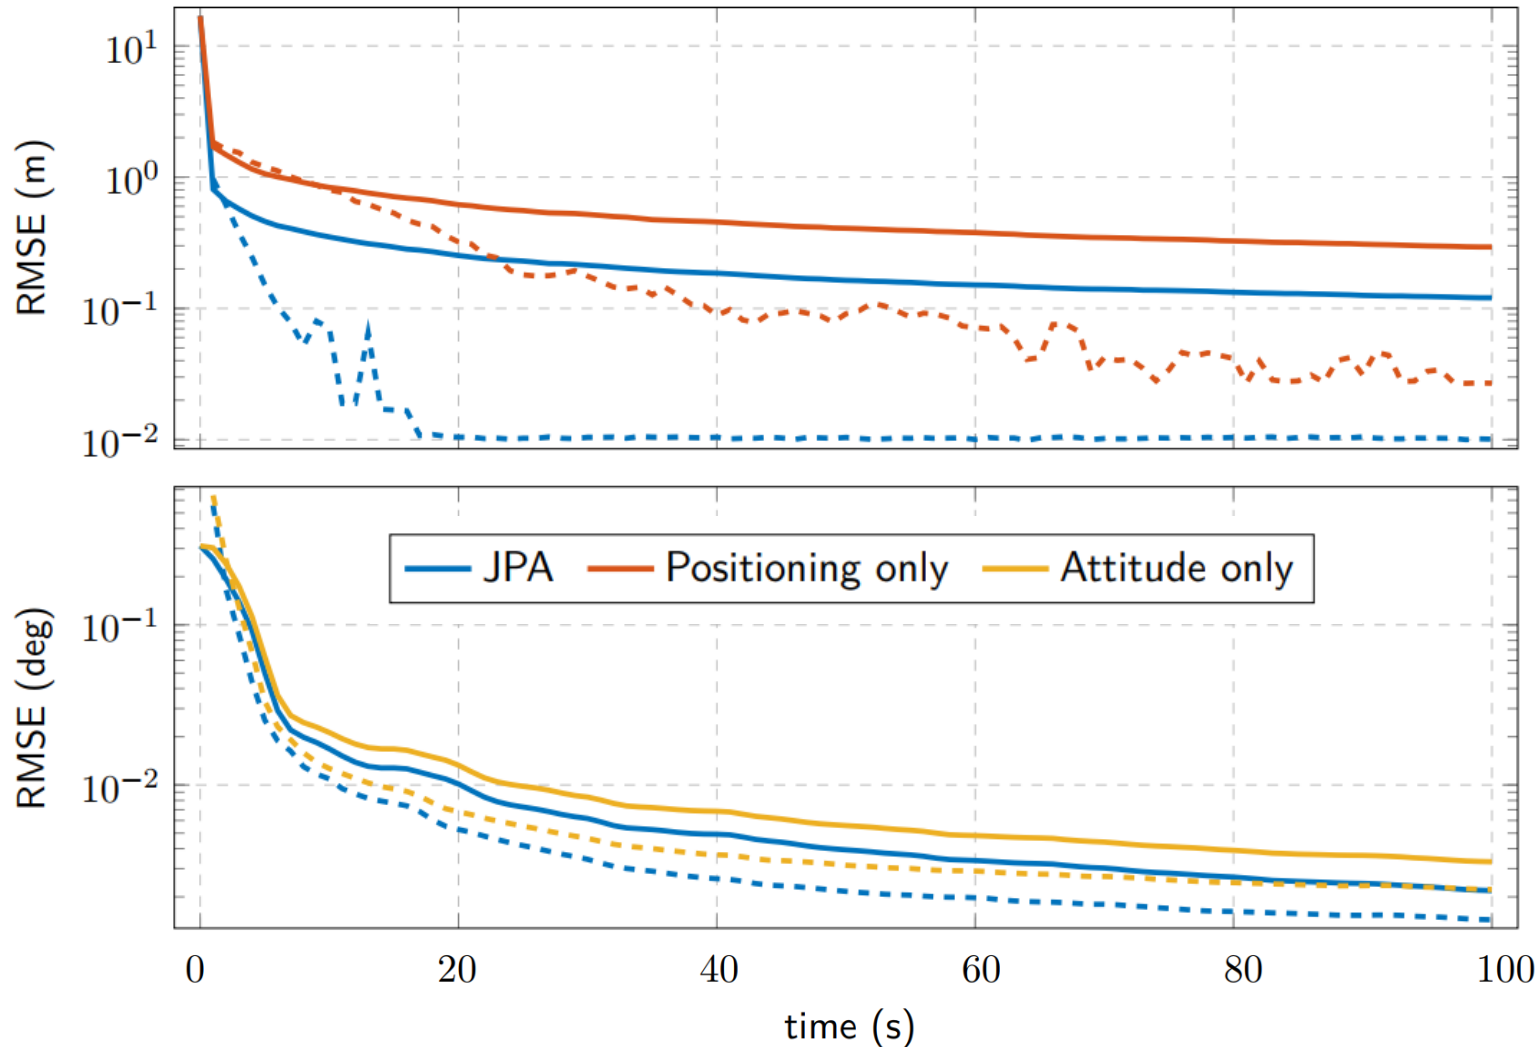 10^1
10^0
10^−1
10^−2
RMSE (m)
JPA Positioning only Attitude only
10^−1
10^−2
RMSE (deg)
0 20 40 60 80 100
time (s)